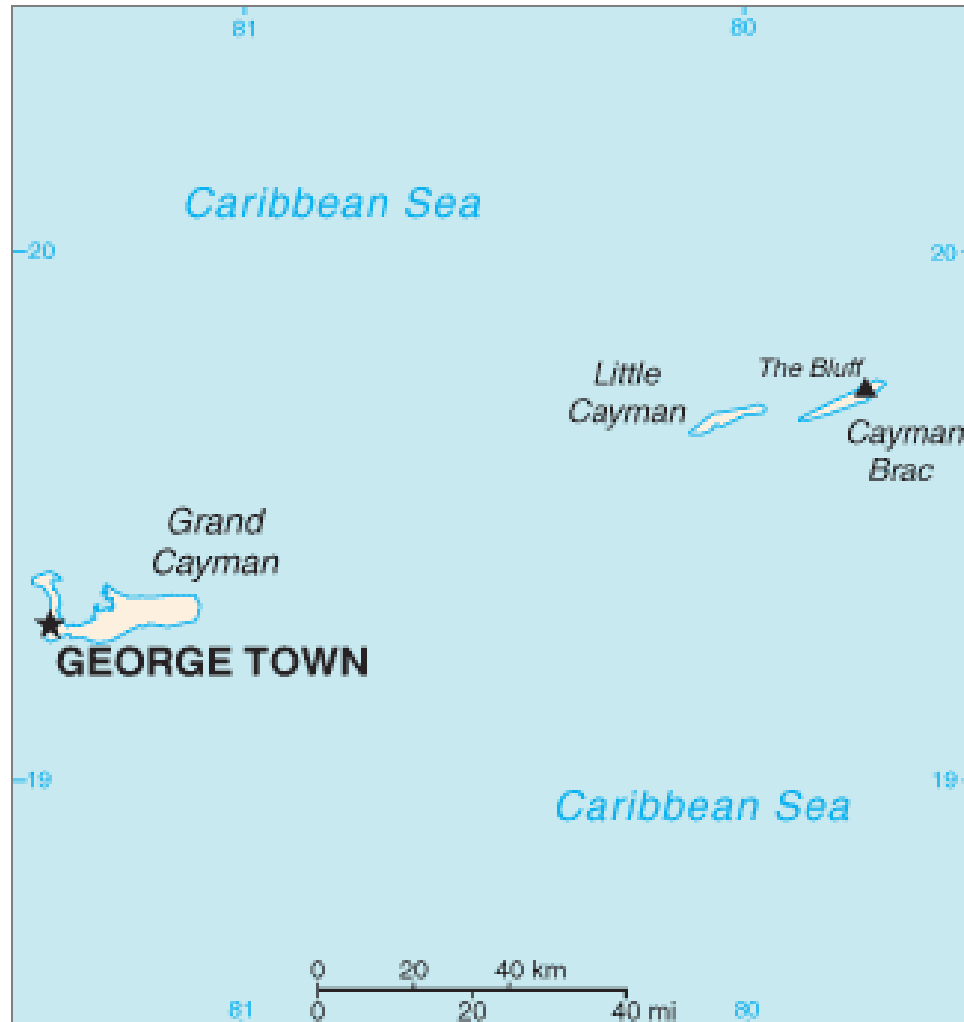 81 80
Caribbean Sea
20 20
Little
Cayman
The Bluff
Cayman
Brac
Grand
Cayman
GEORGE TOWN
19 19
Caribbean Sea
0 20 40 km
0 20 40 mi
81 80